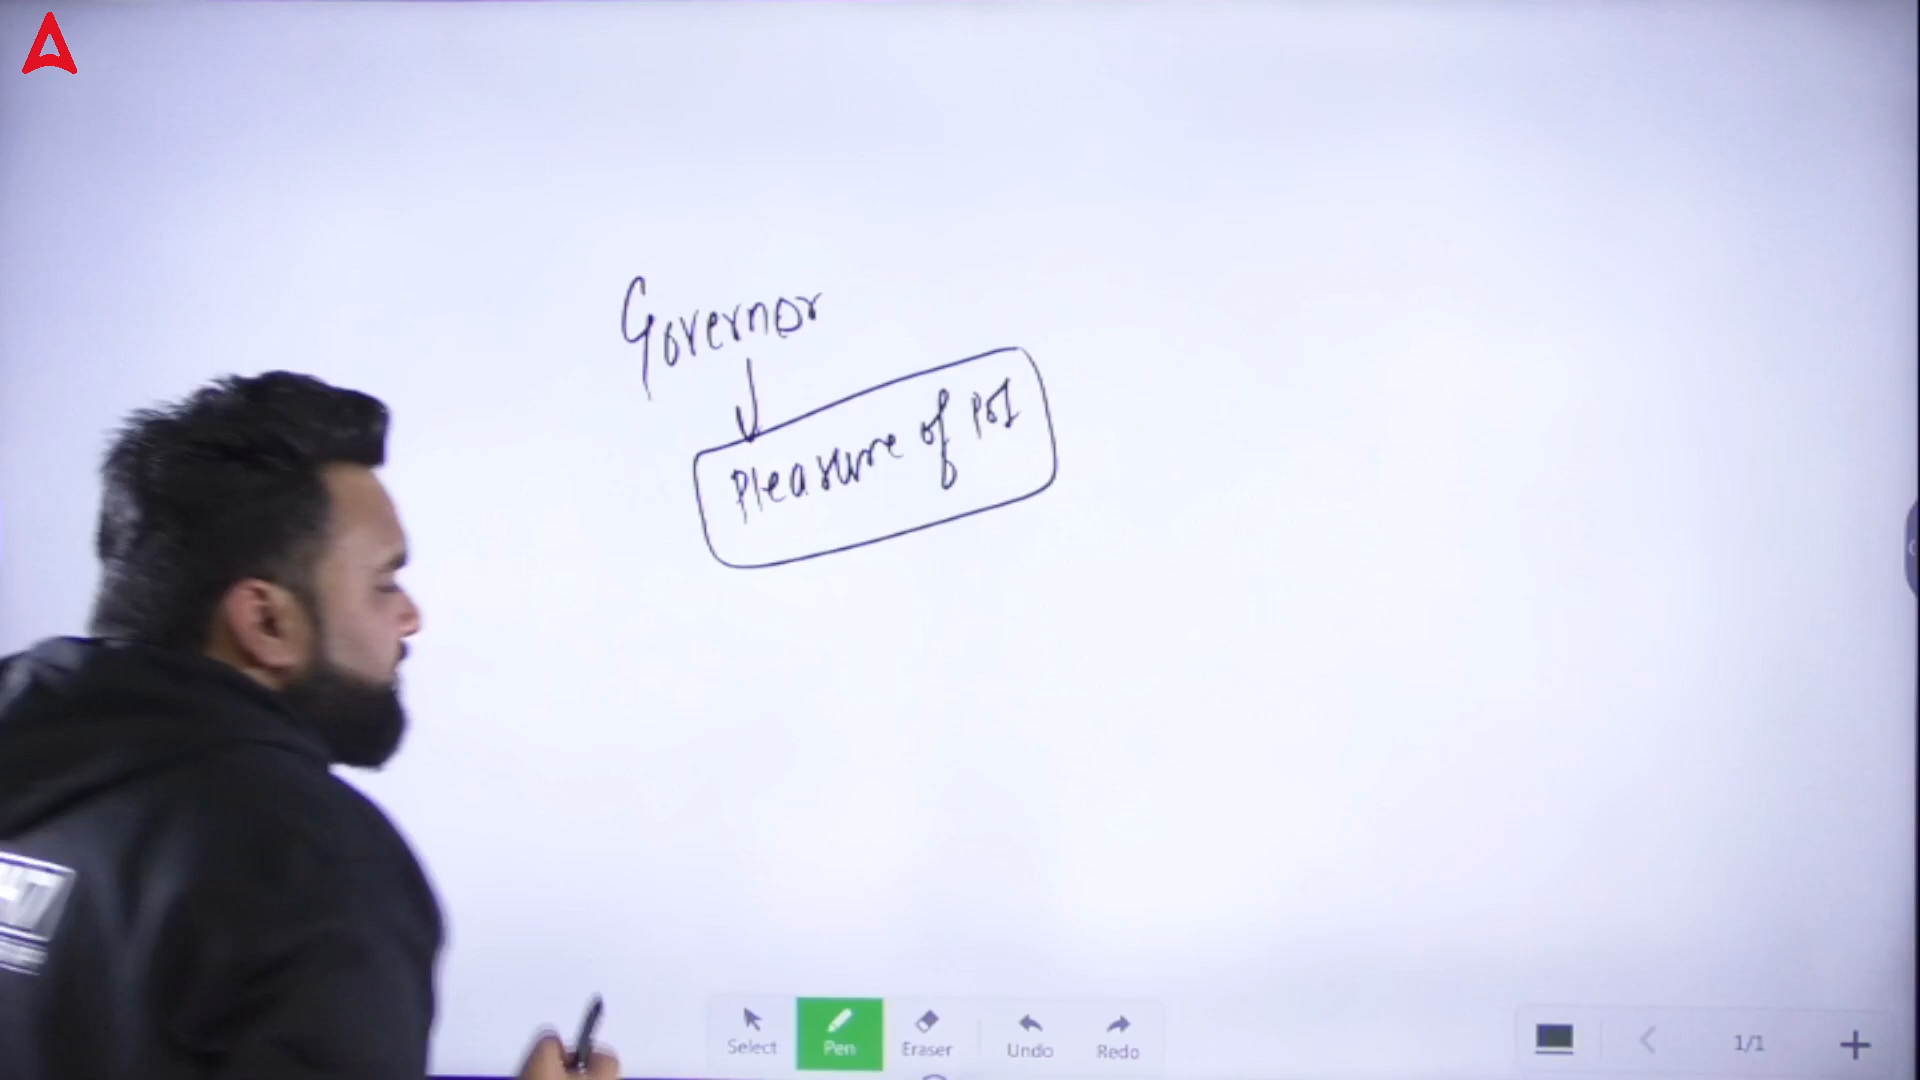 Governor
Pleasure of POI
Select
Pen
Eraser
Undo
Redo
1/1